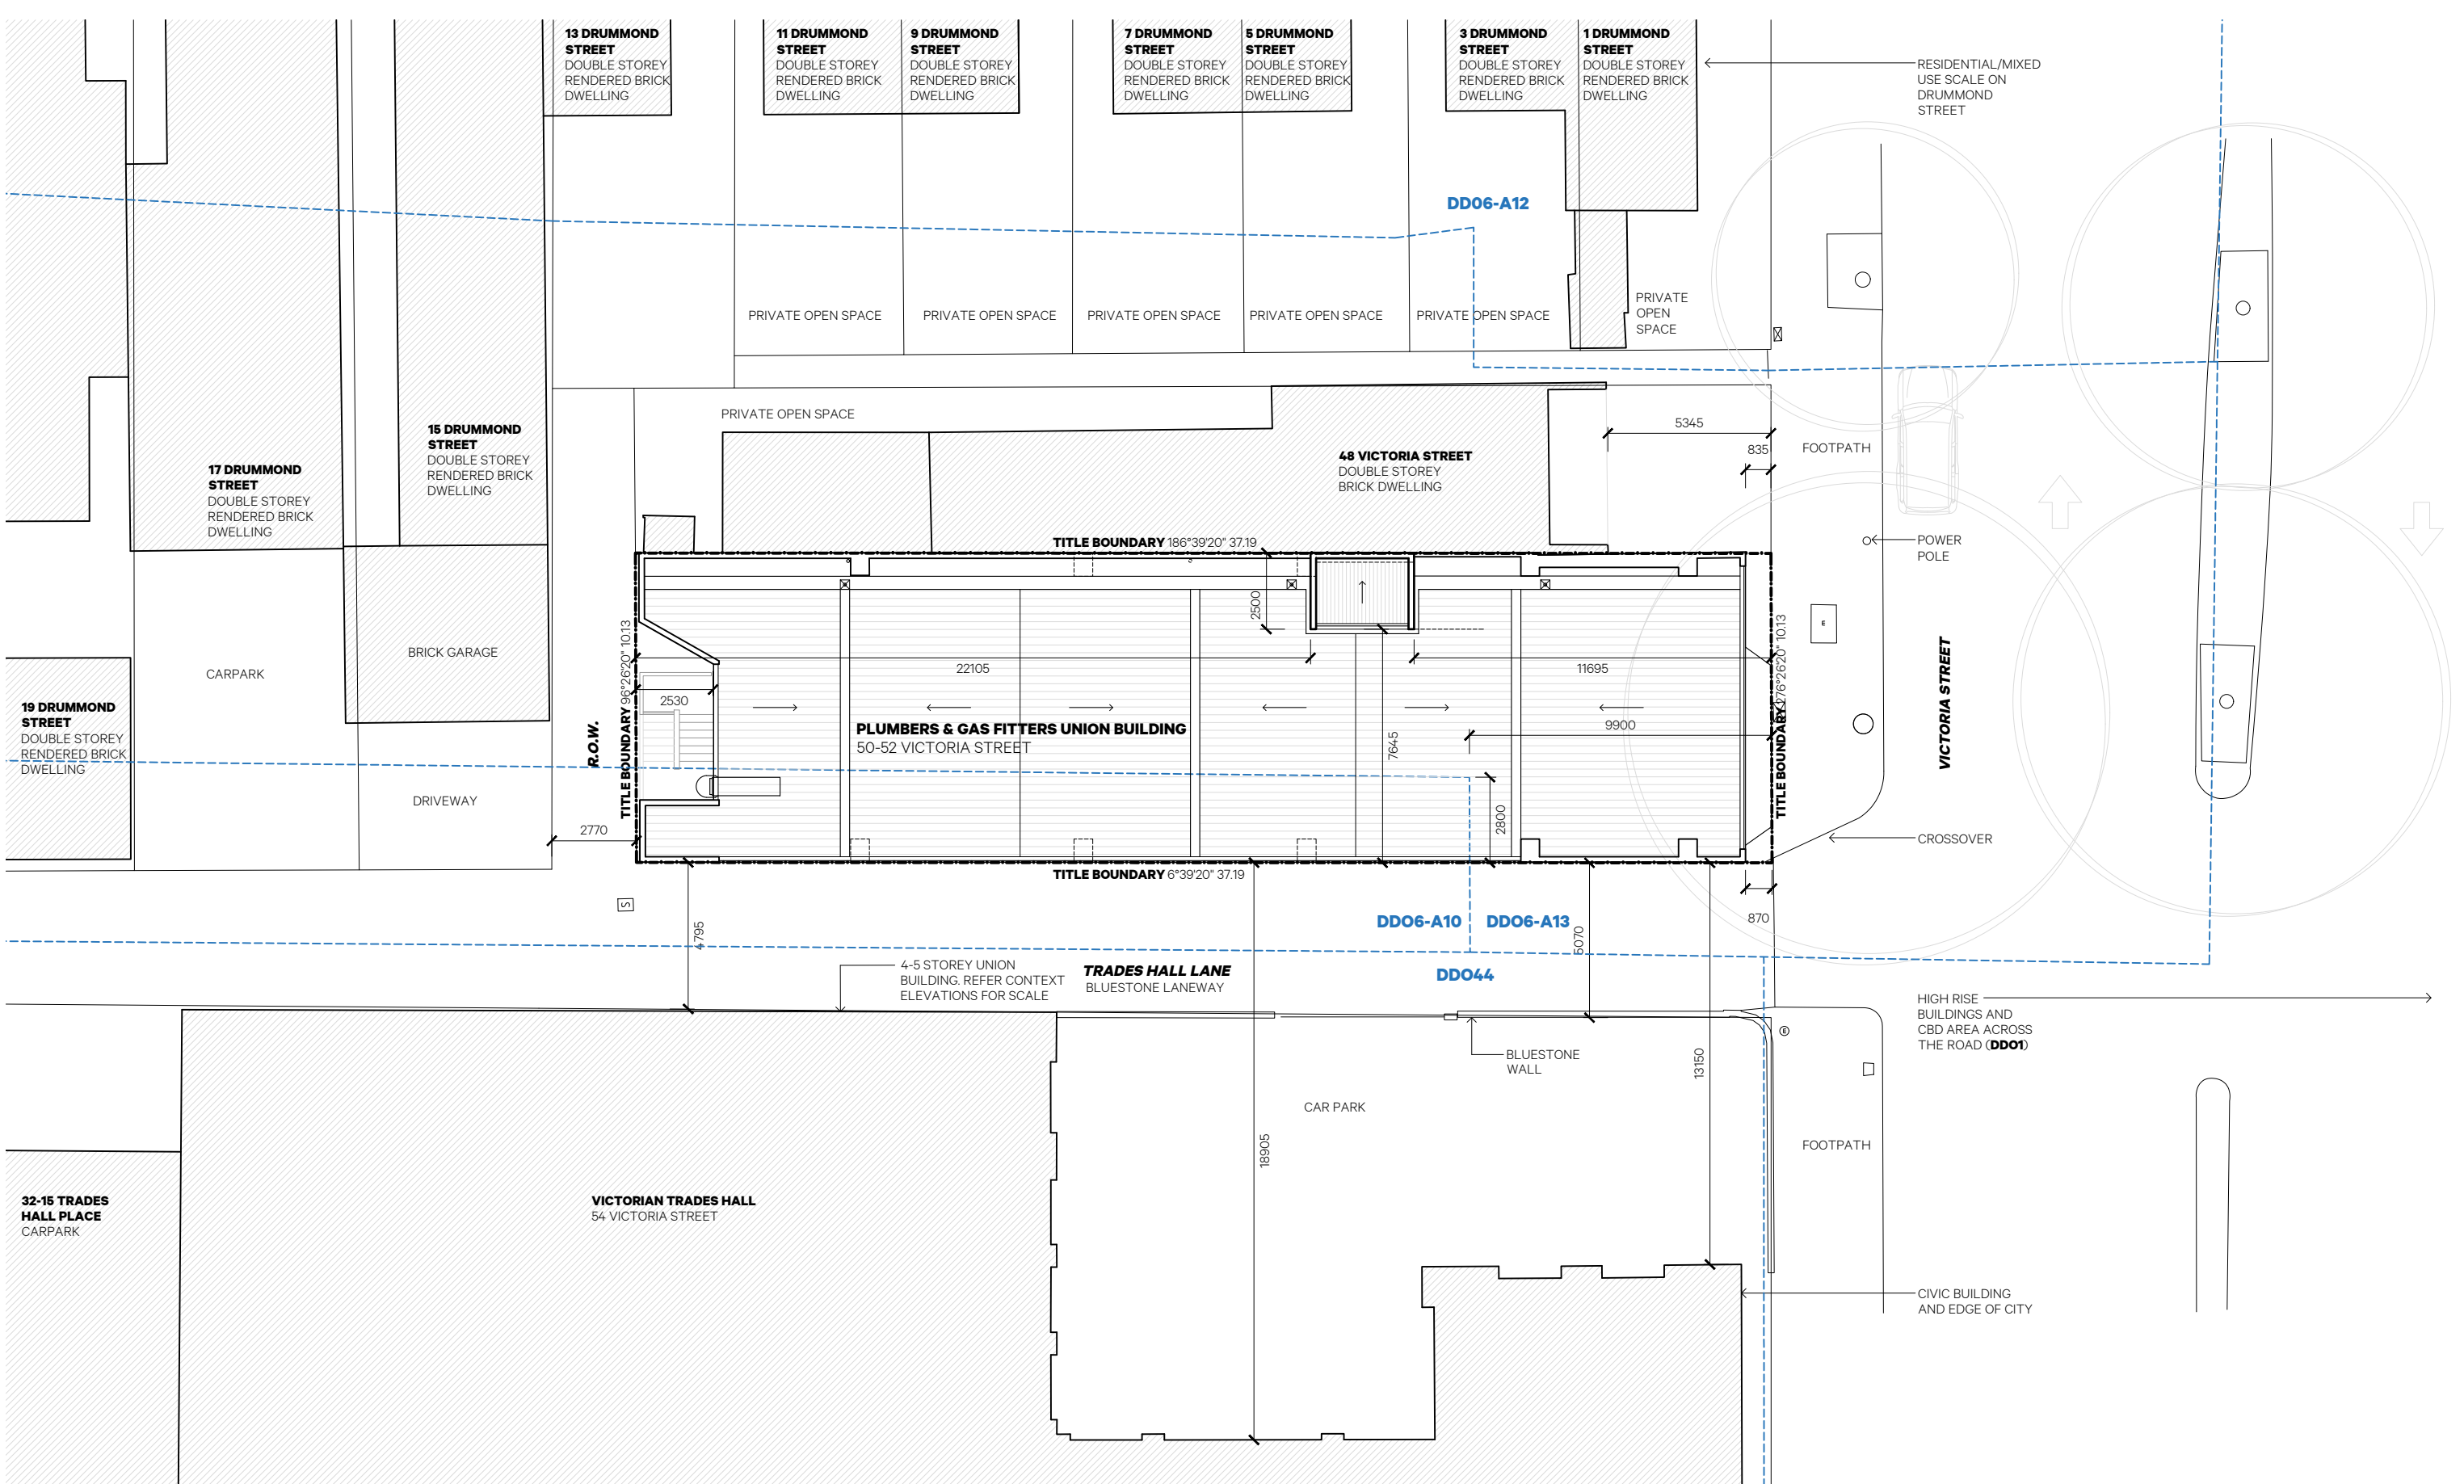 13 DRUMMOND
STREET
DOUBLE STOREY
RENDERED BRICK
DWELLING
11 DRUMMOND
STREET
DOUBLE STOREY
RENDERED BRICK
DWELLING
9 DRUMMOND
STREET
DOUBLE STOREY
RENDERED BRICK
DWELLING
7 DRUMMOND
STREET
DOUBLE STOREY
RENDERED BRICK
DWELLING
5 DRUMMOND
STREET
DOUBLE STOREY
RENDERED BRICK
DWELLING
3 DRUMMOND
STREET
DOUBLE STOREY
RENDERED BRICK
DWELLING
1 DRUMMOND
STREET
DOUBLE STOREY
RENDERED BRICK
DWELLING
RESIDENTIAL/MIXED
USE SCALE ON
DRUMMOND
STREET
DDO6-A12
PRIVATE OPEN SPACE
PRIVATE OPEN SPACE
PRIVATE OPEN SPACE
PRIVATE OPEN SPACE
PRIVATE OPEN SPACE
PRIVATE
OPEN
SPACE
PRIVATE OPEN SPACE
15 DRUMMOND
STREET
DOUBLE STOREY
RENDERED BRICK
DWELLING
17 DRUMMOND
STREET
DOUBLE STOREY
RENDERED BRICK
DWELLING
48 VICTORIA STREET
DOUBLE STOREY
BRICK DWELLING
5345
835
FOOTPATH
POWER
POLE
TITLE BOUNDARY 186°39'20" 37.19
2500
22105
11695
2530
9900
7645
2800
PLUMBERS & GAS FITTERS UNION BUILDING
50-52 VICTORIA STREET
TITLE BOUNDARY 96°26'20" 10.13
TITLE BOUNDARY 276°26'20" 10.13
E
VICTORIA STREET
R.O.W.
BRICK GARAGE
CARPARK
19 DRUMMOND
STREET
DOUBLE STOREY
RENDERED BRICK
DWELLING
DRIVEWAY
2770
CROSSOVER
TITLE BOUNDARY 6°39'20" 37.19
S
4795
DDO6-A10
DDO6-A13
5070
870
DDO44
4-5 STOREY UNION
BUILDING. REFER CONTEXT
ELEVATIONS FOR SCALE
TRADES HALL LANE
BLUESTONE LANEWAY
HIGH RISE
BUILDINGS AND
CBD AREA ACROSS
THE ROAD (DDO1)
E
BLUESTONE
WALL
13150
CAR PARK
18905
FOOTPATH
32-15 TRADES
HALL PLACE
CARPARK
VICTORIAN TRADES HALL
54 VICTORIA STREET
CIVIC BUILDING
AND EDGE OF CITY